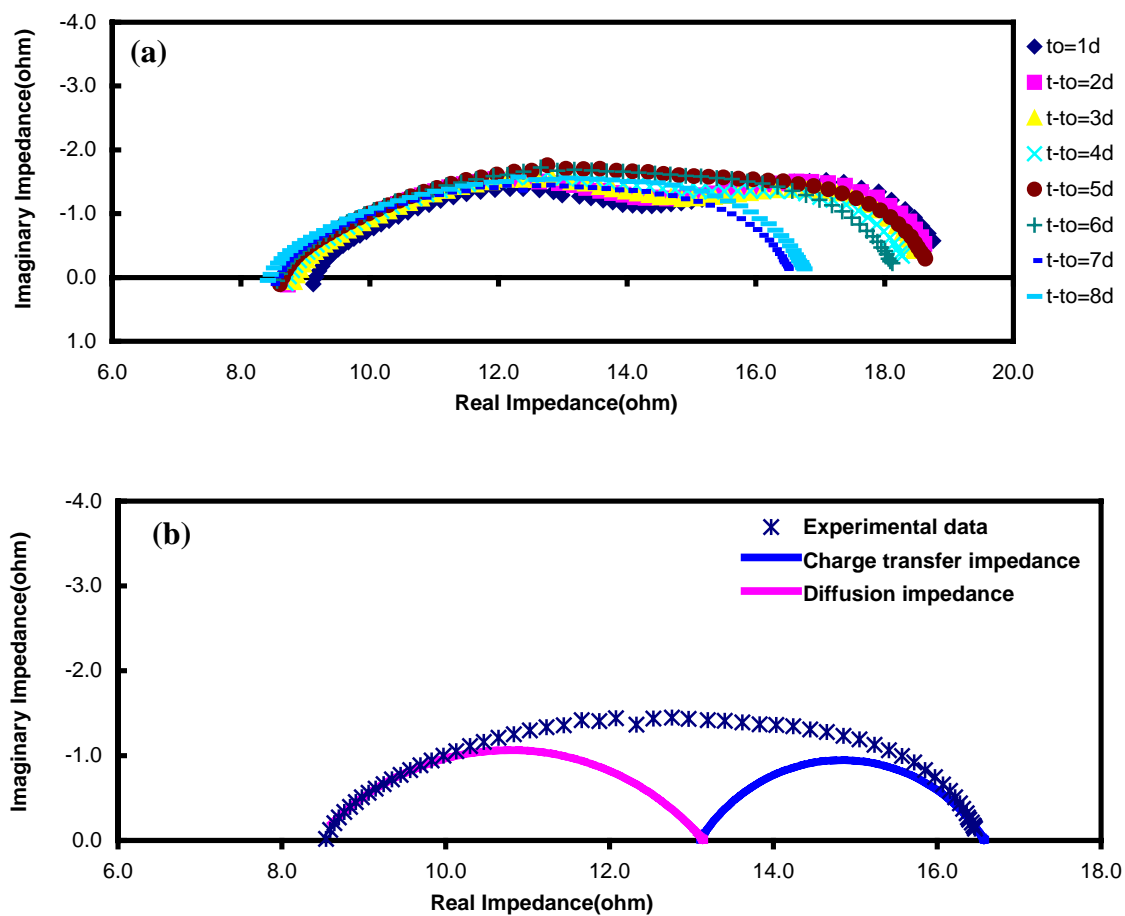 (a)
Imaginary Impedance(ohm)
-4.0
-3.0
-2.0
-1.0
0.0
1.0
6.0 8.0 10.0 12.0 14.0 16.0 18.0 20.0
Real Impedance(ohm)
to=1d
t-to=2d
t-to=3d
t-to=4d
t-to=5d
t-to=6d
t-to=7d
t-to=8d
(b)
Imaginary Impedance(ohm)
-4.0
-3.0
-2.0
-1.0
0.0
6.0 8.0 10.0 12.0 14.0 16.0 18.0
Real Impedance(ohm)
Experimental data
Charge transfer impedance
Diffusion impedance